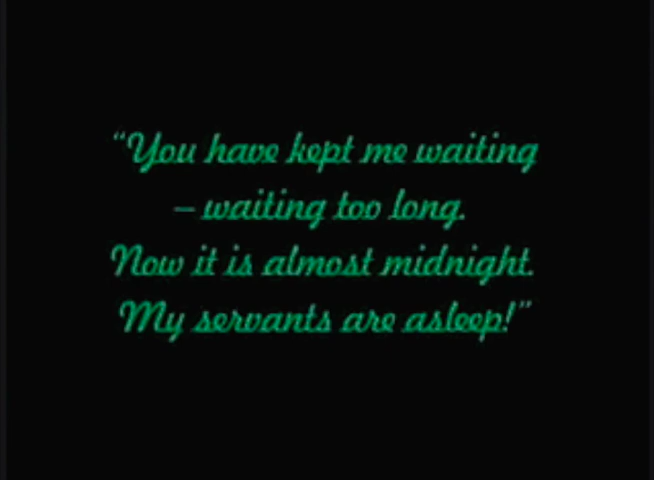 “You have kept me waiting
– waiting too long.
Now it is almost midnight.
My servants are asleep!”